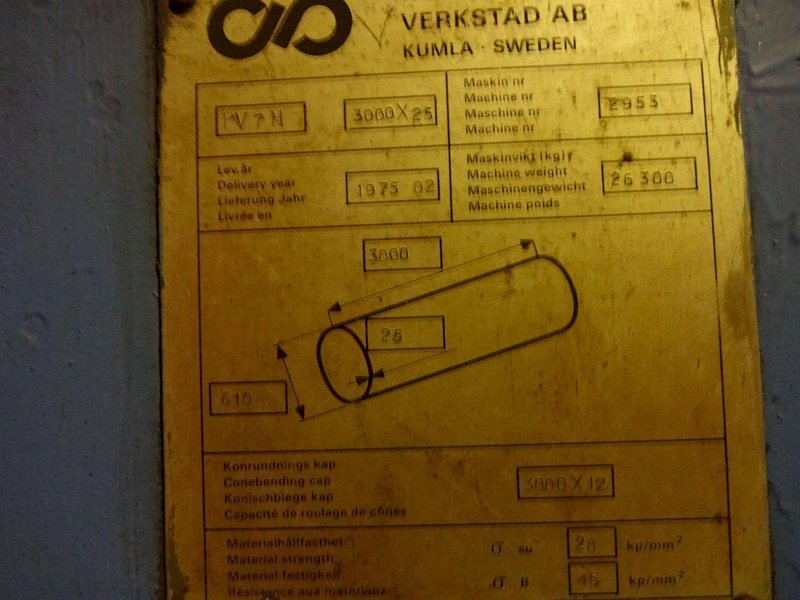 VERKSTAD AB
KUMLA · SWEDEN
PV7H 3000X25
Maskin nr
Machine nr
Maschine nr
Machine nr
2953
Lev.år
Delivery year
Lieferung Jahr
Livrée en
1975 02
Maskinvikt (kg)
Machine weight
Maschinengewicht
Machine poids
26300
3000
25
610
Konrundnings kap
Conebending cap
Konischbiege kap
Capacité de roulage de cônes
3000X12
Materialhållfasthet:
Material strength:
Material festigkeit
Résistance aux matériaux:
σ su 28 kp/mm²
σ B 45 kp/mm²